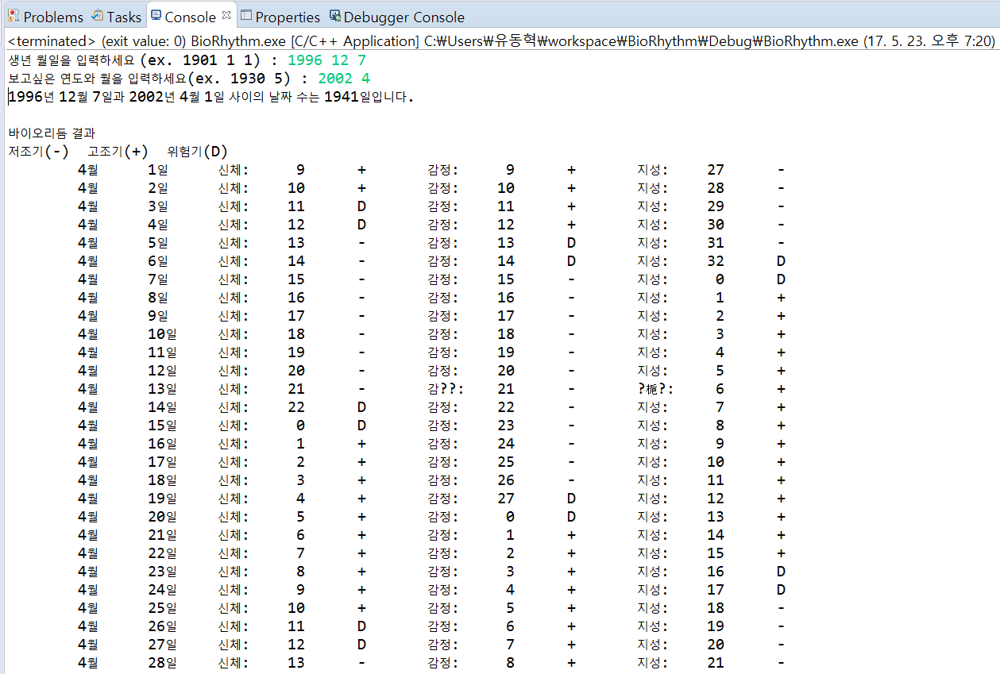 Problems Tasks Console Properties Debugger Console
<terminated> (exit value: 0) BioRhythm.exe [C/C++ Application] C:₩Users₩유동혁₩workspace₩BioRhythm₩Debug₩BioRhythm.exe (17. 5. 23. 오후 7:20)
생년 월일을 입력하세요 (ex. 1901 1 1) : 1996 12 7
보고싶은 연도와 월을 입력하세요(ex. 1930 5) : 2002 4
1996년 12월 7일과 2002년 4월 1일 사이의 날짜 수는 1941일입니다.
바이오리듬 결과
저조기(-) 고조기(+) 위험기(D)
4월 1일 신체: 9 + 감정: 9 + 지성: 27 -
4월 2일 신체: 10 + 감정: 10 + 지성: 28 -
4월 3일 신체: 11 D 감정: 11 + 지성: 29 -
4월 4일 신체: 12 D 감정: 12 + 지성: 30 -
4월 5일 신체: 13 - 감정: 13 D 지성: 31 -
4월 6일 신체: 14 - 감정: 14 D 지성: 32 D
4월 7일 신체: 15 - 감정: 15 - 지성: 0 D
4월 8일 신체: 16 - 감정: 16 - 지성: 1 +
4월 9일 신체: 17 - 감정: 17 - 지성: 2 +
4월 10일 신체: 18 - 감정: 18 - 지성: 3 +
4월 11일 신체: 19 - 감정: 19 - 지성: 4 +
4월 12일 신체: 20 - 감정: 20 - 지성: 5 +
4월 13일 신체: 21 - 감??: 21 - ?栀?: 6 +
4월 14일 신체: 22 D 감정: 22 - 지성: 7 +
4월 15일 신체: 0 D 감정: 23 - 지성: 8 +
4월 16일 신체: 1 + 감정: 24 - 지성: 9 +
4월 17일 신체: 2 + 감정: 25 - 지성: 10 +
4월 18일 신체: 3 + 감정: 26 - 지성: 11 +
4월 19일 신체: 4 + 감정: 27 D 지성: 12 +
4월 20일 신체: 5 + 감정: 0 D 지성: 13 +
4월 21일 신체: 6 + 감정: 1 + 지성: 14 +
4월 22일 신체: 7 + 감정: 2 + 지성: 15 +
4월 23일 신체: 8 + 감정: 3 + 지성: 16 D
4월 24일 신체: 9 + 감정: 4 + 지성: 17 D
4월 25일 신체: 10 + 감정: 5 + 지성: 18 -
4월 26일 신체: 11 D 감정: 6 + 지성: 19 -
4월 27일 신체: 12 D 감정: 7 + 지성: 20 -
4월 28일 신체: 13 - 감정: 8 + 지성: 21 -